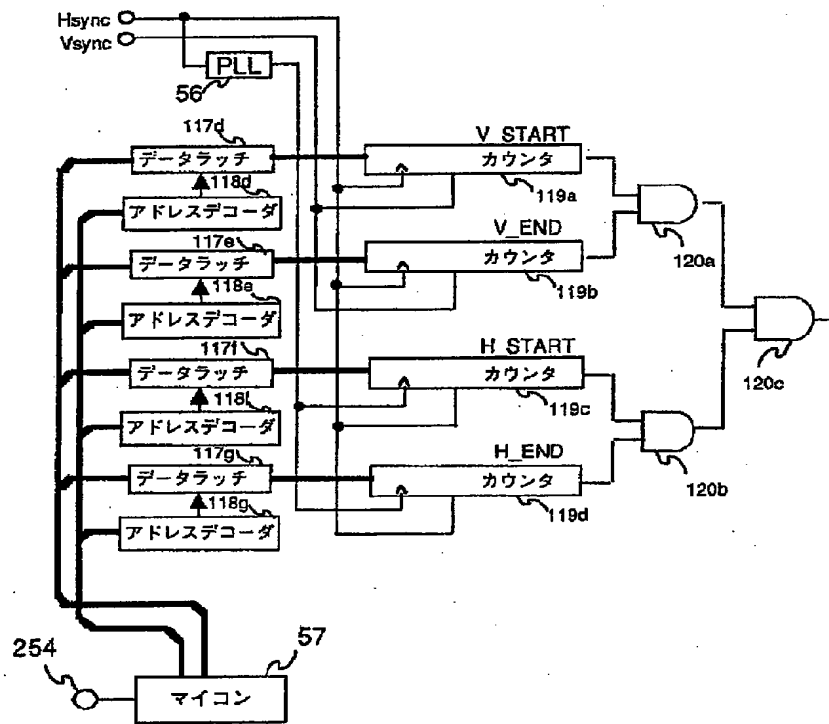 Hsync
Vsync
PLL
56
117d
データラッチ
118d
アドレスデコーダ
V_START
カウンタ
119a
120a
117e
データラッチ
118e
アドレスデコーダ
V_END
カウンタ
119b
120c
117f
データラッチ
118f
アドレスデコーダ
H_START
カウンタ
119c
120b
117g
データラッチ
118g
アドレスデコーダ
H_END
カウンタ
119d
254
57
マイコン